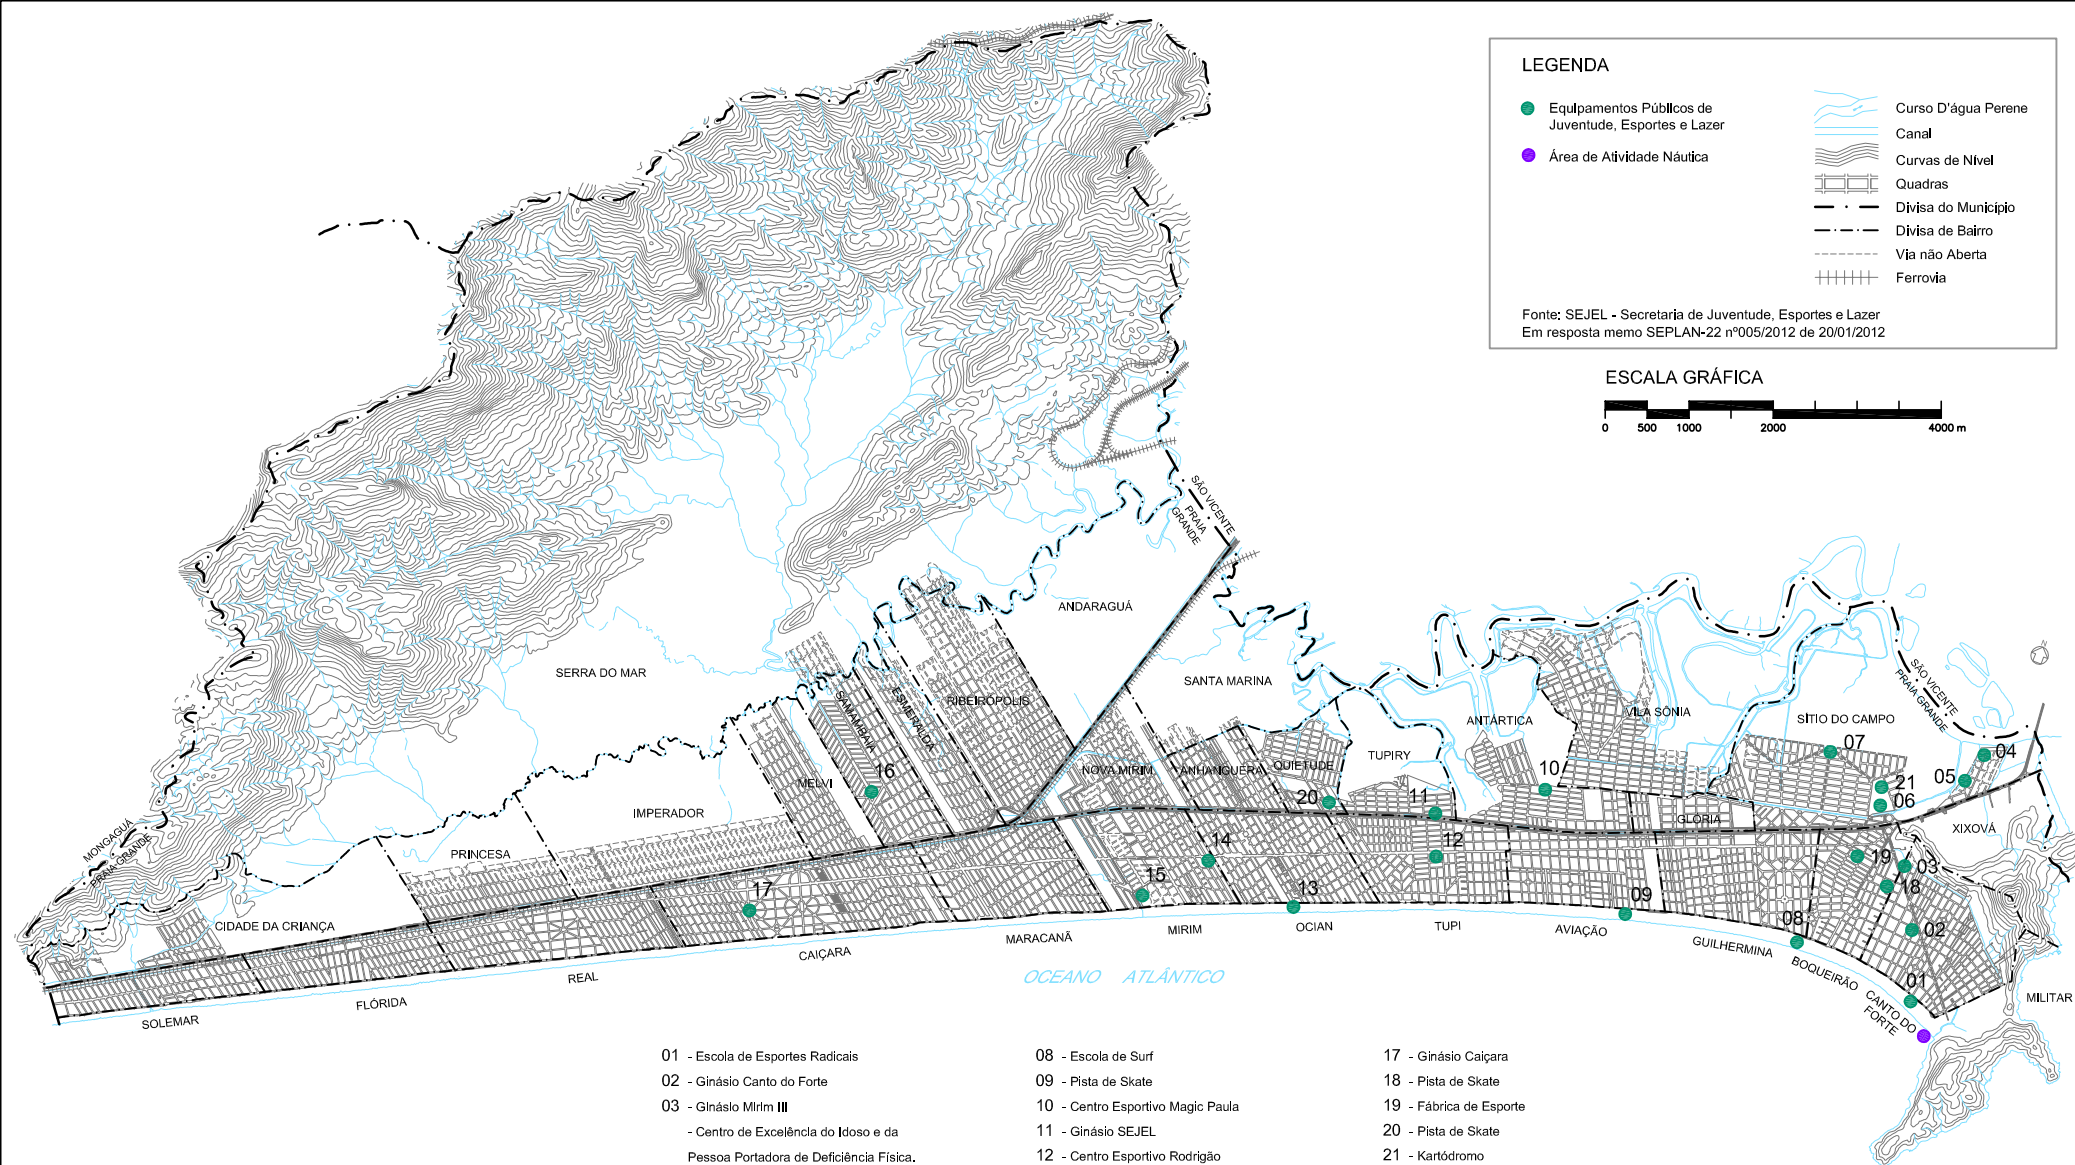 LEGENDA
Equipamentos Públicos de
Juventude, Esportes e Lazer
Área de Atividade Náutica
Curso D'água Perene
Canal
Curvas de Nível
Quadras
Divisa do Município
Divisa de Bairro
Via não Aberta
Ferrovia
Fonte: SEJEL - Secretaria de Juventude, Esportes e Lazer
Em resposta memo SEPLAN-22 nº005/2012 de 20/01/2012
ESCALA GRÁFICA
0 500 1000 2000 4000 m
SÃO VICENTE
PRAIA
GRANDE
ANDARAGUÁ
SERRA DO MAR
SANTA MARINA
SAMAMBAIA
ESMERALDA
RIBEIRÓPOLIS
ANTÁRTICA
VILA SÔNIA
SÍTIO DO CAMPO
SÃO VICENTE
PRAIA GRANDE
N
MELVI
NOVA MIRIM
ANHANGUERA
QUIETUDE
TUPIRY
07
04
05
21
06
16
10
20
11
IMPERADOR
GLÓRIA
XIXOVÁ
MONGAGUÁ
PRAIA GRANDE
PRINCESA
14
12
19
03
18
15
17
13
09
08
02
01
CIDADE DA CRIANÇA
SOLEMAR
FLÓRIDA
REAL
CAIÇARA
MARACANÃ
MIRIM
OCIAN
TUPI
AVIAÇÃO
GUILHERMINA
BOQUEIRÃO
CANTO DO
FORTE
MILITAR
OCEANO ATLÂNTICO
01 - Escola de Esportes Radicais
02 - Ginásio Canto do Forte
03 - Ginásio Mirim III
- Centro de Excelência do Idoso e da
Pessoa Portadora de Deficiência Física.
08 - Escola de Surf
09 - Pista de Skate
10 - Centro Esportivo Magic Paula
11 - Ginásio SEJEL
12 - Centro Esportivo Rodrigão
17 - Ginásio Caiçara
18 - Pista de Skate
19 - Fábrica de Esporte
20 - Pista de Skate
21 - Kartódromo